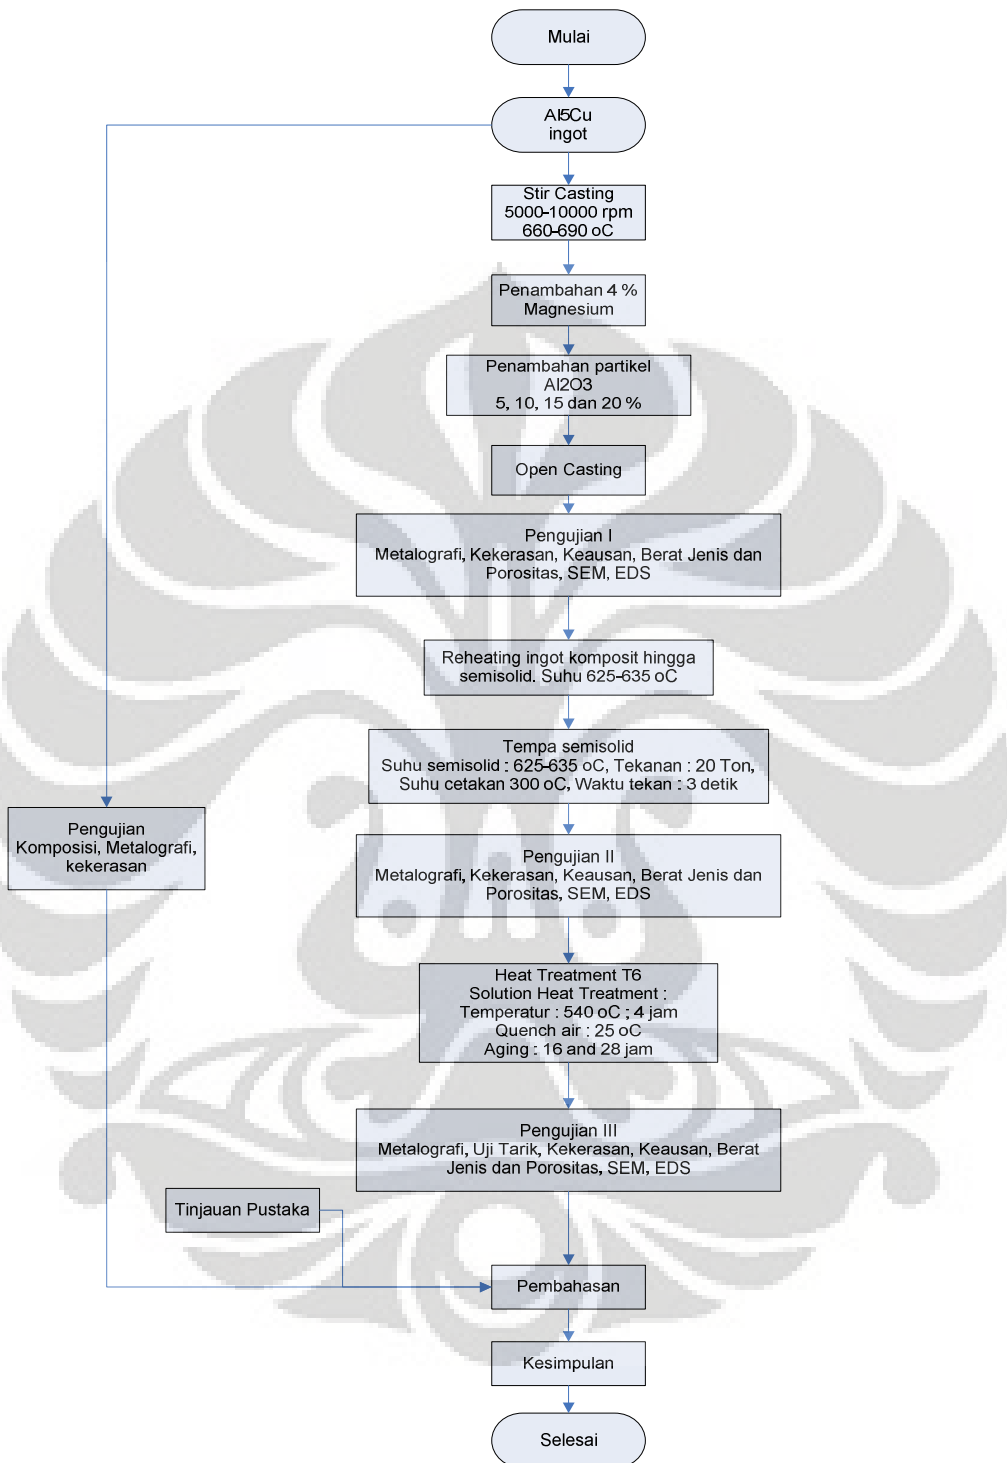 Mulai
Al5Cu
ingot
Stir Casting
5000-10000 rpm
660-690 oC
Penambahan 4 %
Magnesium
Penambahan partikel
Al2O3
5, 10, 15 dan 20 %
Open Casting
Pengujian I
Metalografi, Kekerasan, Keausan, Berat Jenis dan
Porositas, SEM, EDS
Reheating ingot komposit hingga
semisolid. Suhu 625-635 oC
Tempa semisolid
Suhu semisolid : 625-635 oC, Tekanan : 20 Ton,
Suhu cetakan 300 oC, Waktu tekan : 3 detik
Pengujian
Komposisi, Metalografi,
kekerasan
Pengujian II
Metalografi, Kekerasan, Keausan, Berat Jenis dan
Porositas, SEM, EDS
Heat Treatment T6
Solution Heat Treatment :
Temperatur : 540 oC ; 4 jam
Quench air : 25 oC
Aging : 16 and 28 jam
Pengujian III
Metalografi, Uji Tarik, Kekerasan, Keausan, Berat
Jenis dan Porositas, SEM, EDS
Tinjauan Pustaka
Pembahasan
Kesimpulan
Selesai